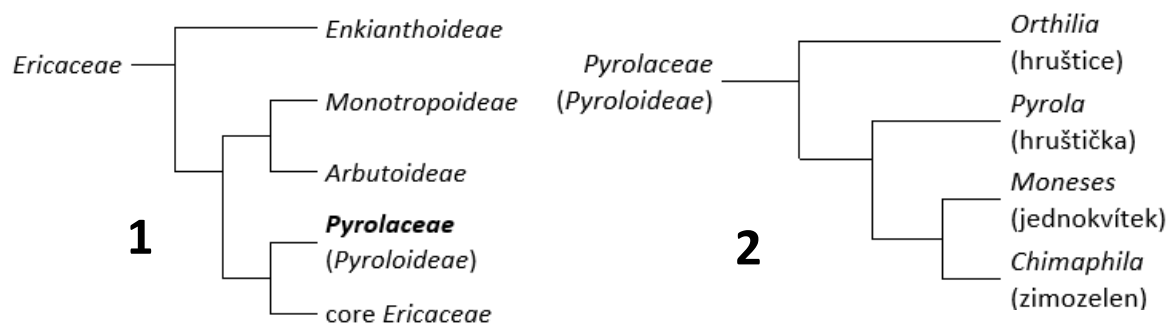 Enkianthoideae
Ericaceae
Monotropoideae
Arbutoideae
Pyrolaceae
(Pyroloideae)
core Ericaceae
1
Orthilia
(hruštice)
Pyrolaceae
(Pyroloideae)
Pyrola
(hruštička)
Moneses
(jednokvítek)
Chimaphila
(zimozelen)
2